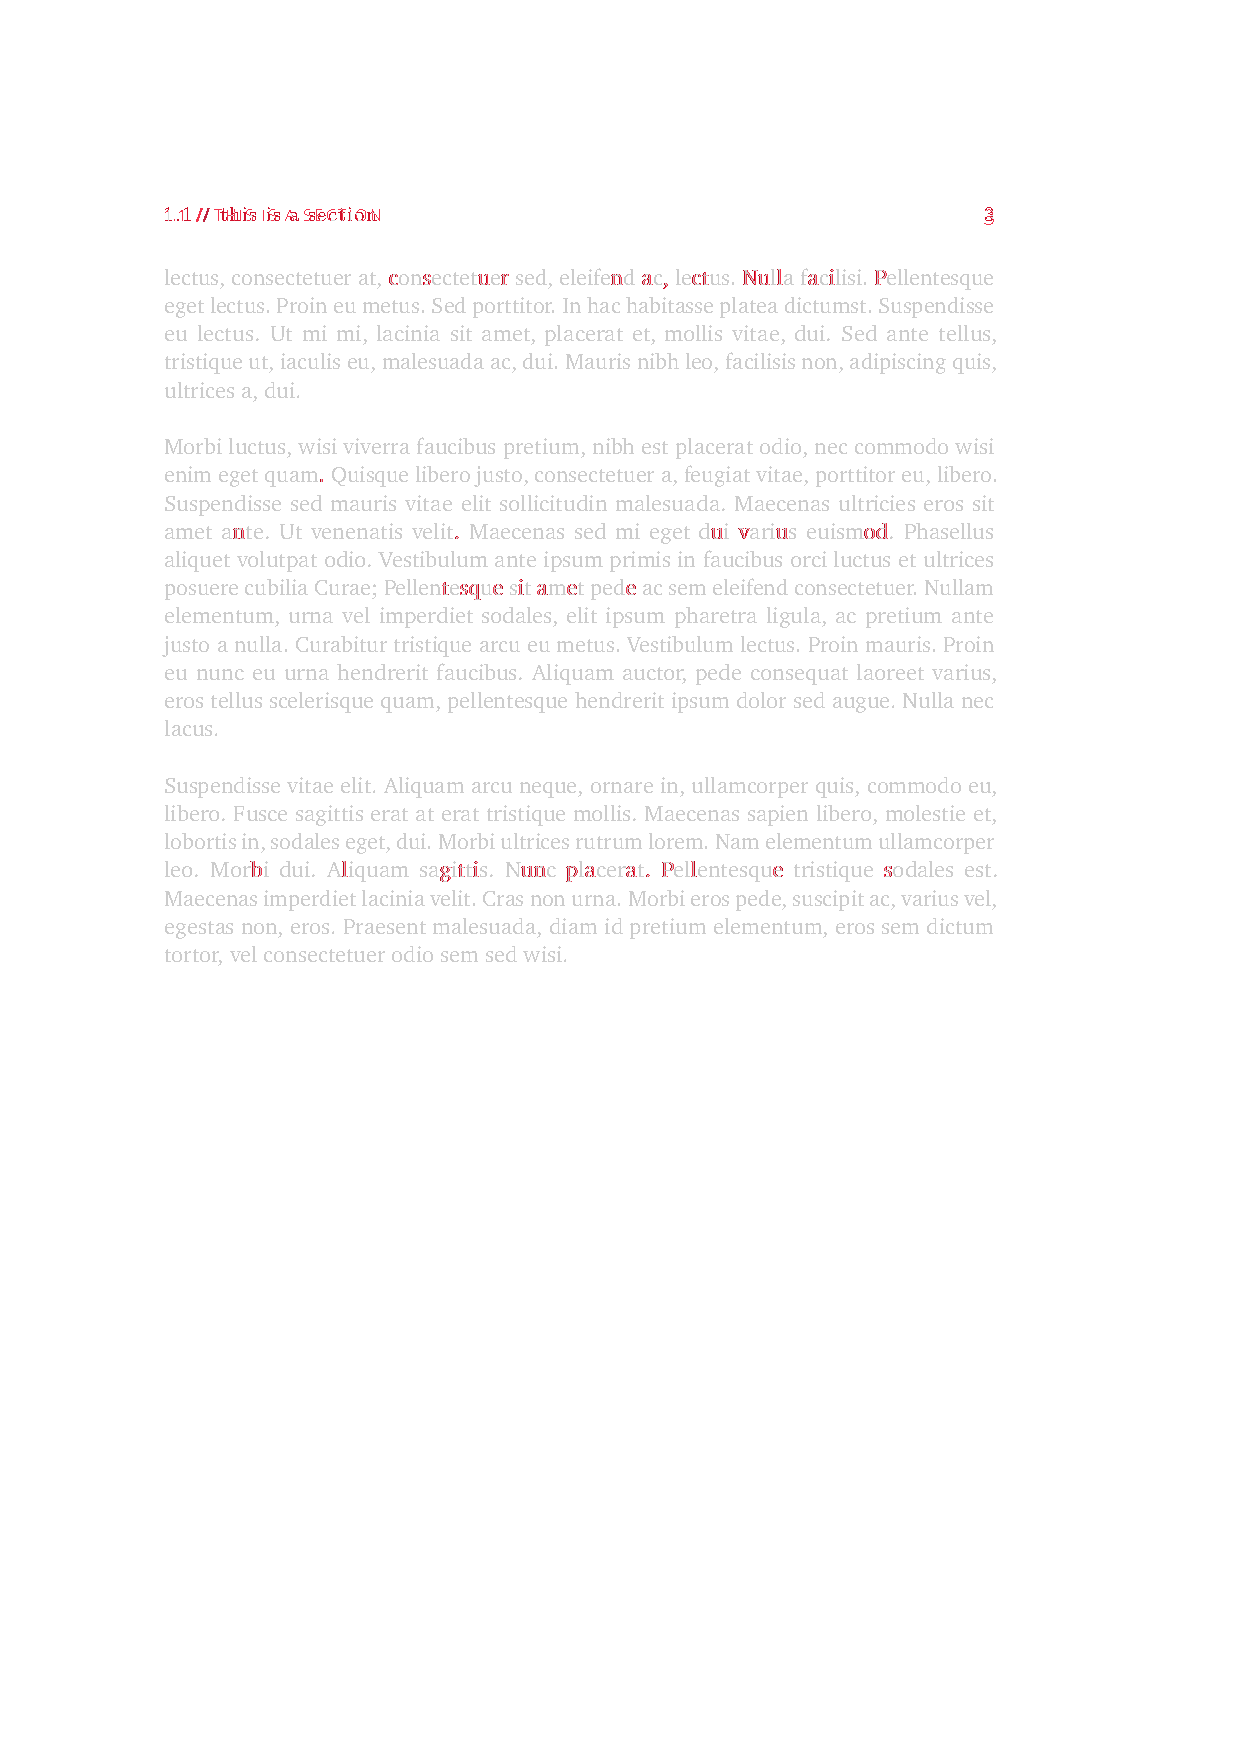 1.1 // this is a section
lectus, consectetuer at, consectetuer sed, eleifend ac, lectus. Nulla facilisi. Pellentesque
eget lectus. Proin eu metus. Sed porttitor. In hac habitasse platea dictumst. Suspendisse
eu lectus. Ut mi mi, lacinia sit amet, placerat et, mollis vitae, dui. Sed ante tellus,
tristique ut, iaculis eu, malesuada ac, dui. Mauris nibh leo, facilisis non, adipiscing quis,
ultrices a, dui.
Morbi luctus, wisi viverra faucibus pretium, nibh est placerat odio, nec commodo wisi
enim eget quam. Quisque libero justo, consectetuer a, feugiat vitae, porttitor eu, libero.
Suspendisse sed mauris vitae elit sollicitudin malesuada. Maecenas ultricies eros sit
amet ante. Ut venenatis velit. Maecenas sed mi eget dui varius euismod. Phasellus
aliquet volutpat odio. Vestibulum ante ipsum primis in faucibus orci luctus et ultrices
posuere cubilia Curae; Pellentesque sit amet pede ac sem eleifend consectetuer. Nullam
elementum, urna vel imperdiet sodales, elit ipsum pharetra ligula, ac pretium ante
justo a nulla. Curabitur tristique arcu eu metus. Vestibulum lectus. Proin mauris. Proin
eu nunc eu urna hendrerit faucibus. Aliquam auctor, pede consequat laoreet varius,
eros tellus scelerisque quam, pellentesque hendrerit ipsum dolor sed augue. Nulla nec
lacus.
Suspendisse vitae elit. Aliquam arcu neque, ornare in, ullamcorper quis, commodo eu,
libero. Fusce sagittis erat at erat tristique mollis. Maecenas sapien libero, molestie et,
lobortis in, sodales eget, dui. Morbi ultrices rutrum lorem. Nam elementum ullamcorper
leo. Morbi dui. Aliquam sagittis. Nunc placerat. Pellentesque tristique sodales est.
Maecenas imperdiet lacinia velit. Cras non urna. Morbi eros pede, suscipit ac, varius vel,
egestas non, eros. Praesent malesuada, diam id pretium elementum, eros sem dictum
tortor, vel consectetuer odio sem sed wisi.